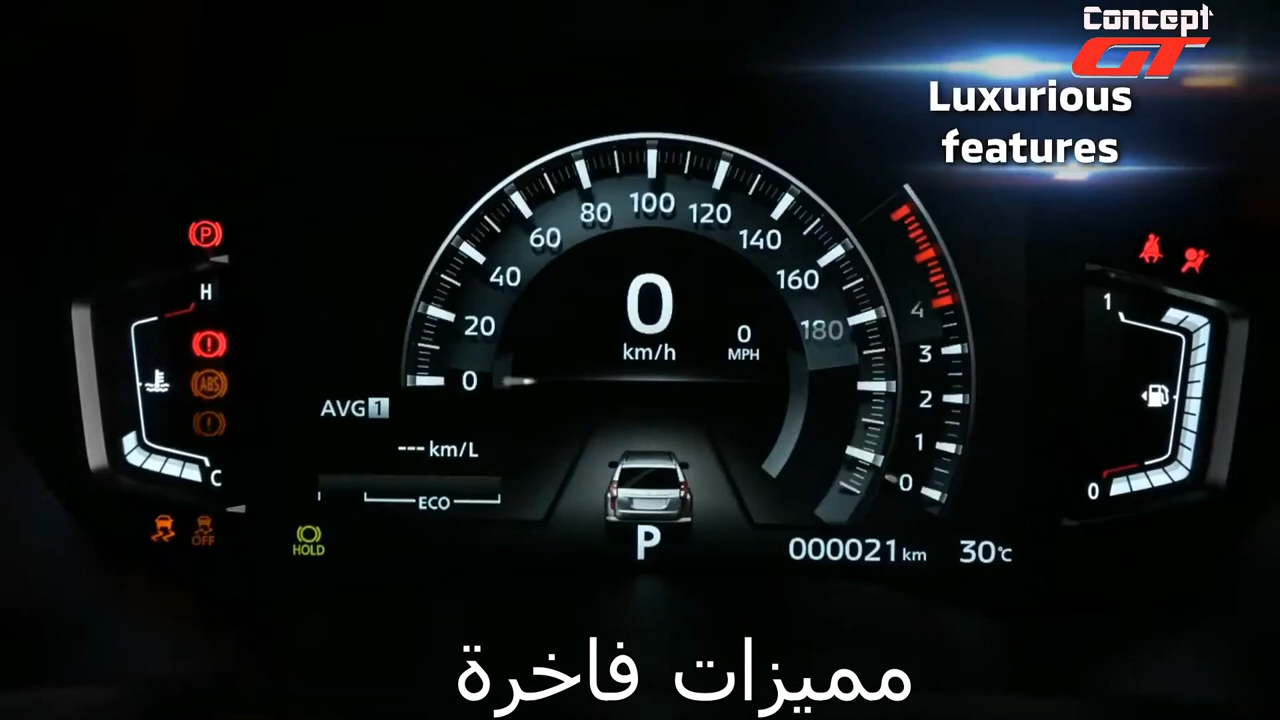 Concept
GT
Luxurious
features
P
H
ABS
C
OFF
HOLD
AVG 1
--- km/L
ECO
0
20
40
60
80
100
120
140
160
180
0
km/h
0
MPH
4
3
2
1
0
1
0
P
000021 km
30°C
مميزات فاخرة